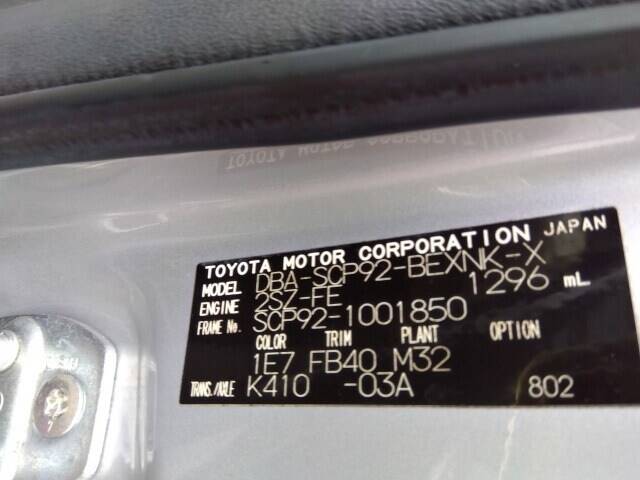 TOYOTA MOTOR CORPORATION JAPAN
MODEL DBA-SCP92-BEXNK-X
ENGINE 2SZ-FE 1296 mL
FRAME No. SCP92-1001850
COLOR TRIM PLANT OPTION
1E7 FB40 M32
TRANS./AXLE K410 -03A 802